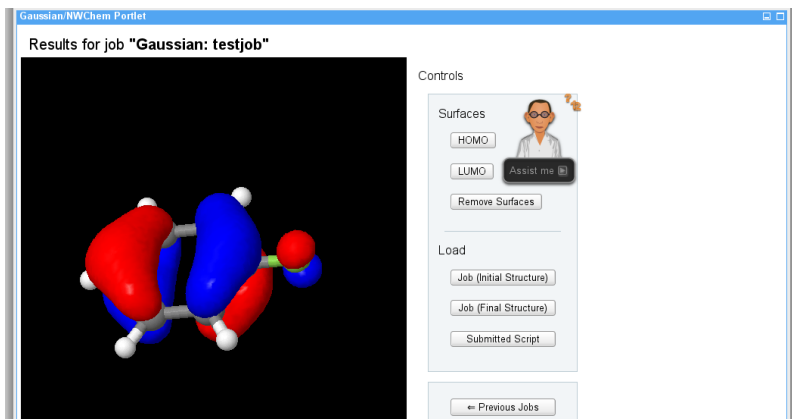 Gaussian/NWChem Portlet
Results for job "Gaussian: testjob"
Controls
Surfaces
HOMO
LUMO
Assist me
Remove Surfaces
Load
Job (Initial Structure)
Job (Final Structure)
Submitted Script
⇐ Previous Jobs